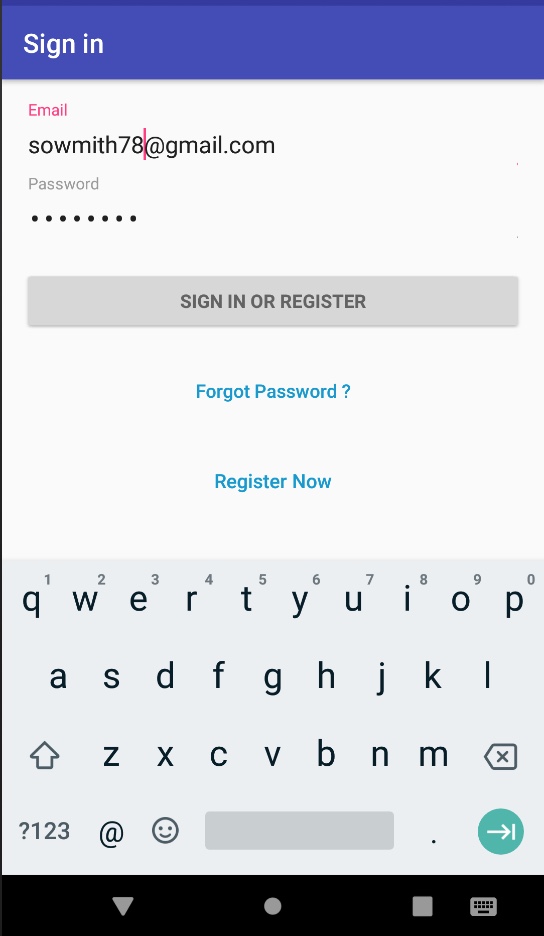 Sign in
Email
sowmith78@gmail.com
Password
••••••••
SIGN IN OR REGISTER
Forgot Password ?
Register Now
1 2 3 4 5 6 7 8 9 0
q w e r t y u i o p
a s d f g h j k l
z x c v b n m
?123 @ .